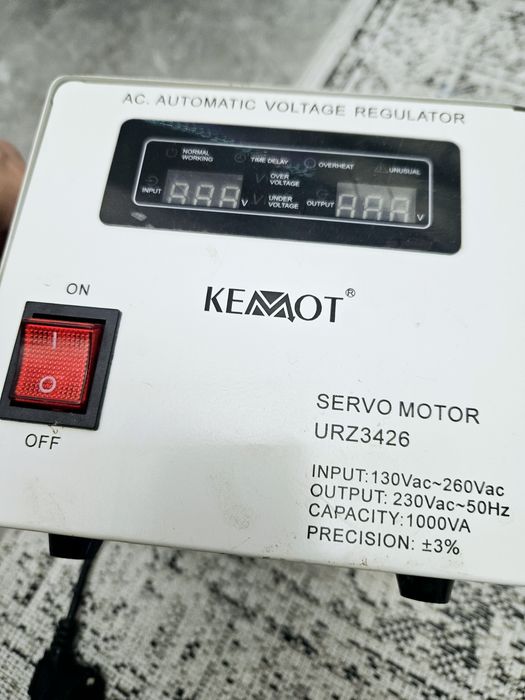 AC. AUTOMATIC VOLTAGE REGULATOR
NORMAL WORKING
TIME DELAY
OVERHEAT
UNUSUAL
INPUT
V
OVER VOLTAGE
UNDER VOLTAGE
OUTPUT
V
KEMOT®
ON
I
O
OFF
SERVO MOTOR
URZ3426
INPUT:130Vac~260Vac
OUTPUT: 230Vac~50Hz
CAPACITY:1000VA
PRECISION: ±3%